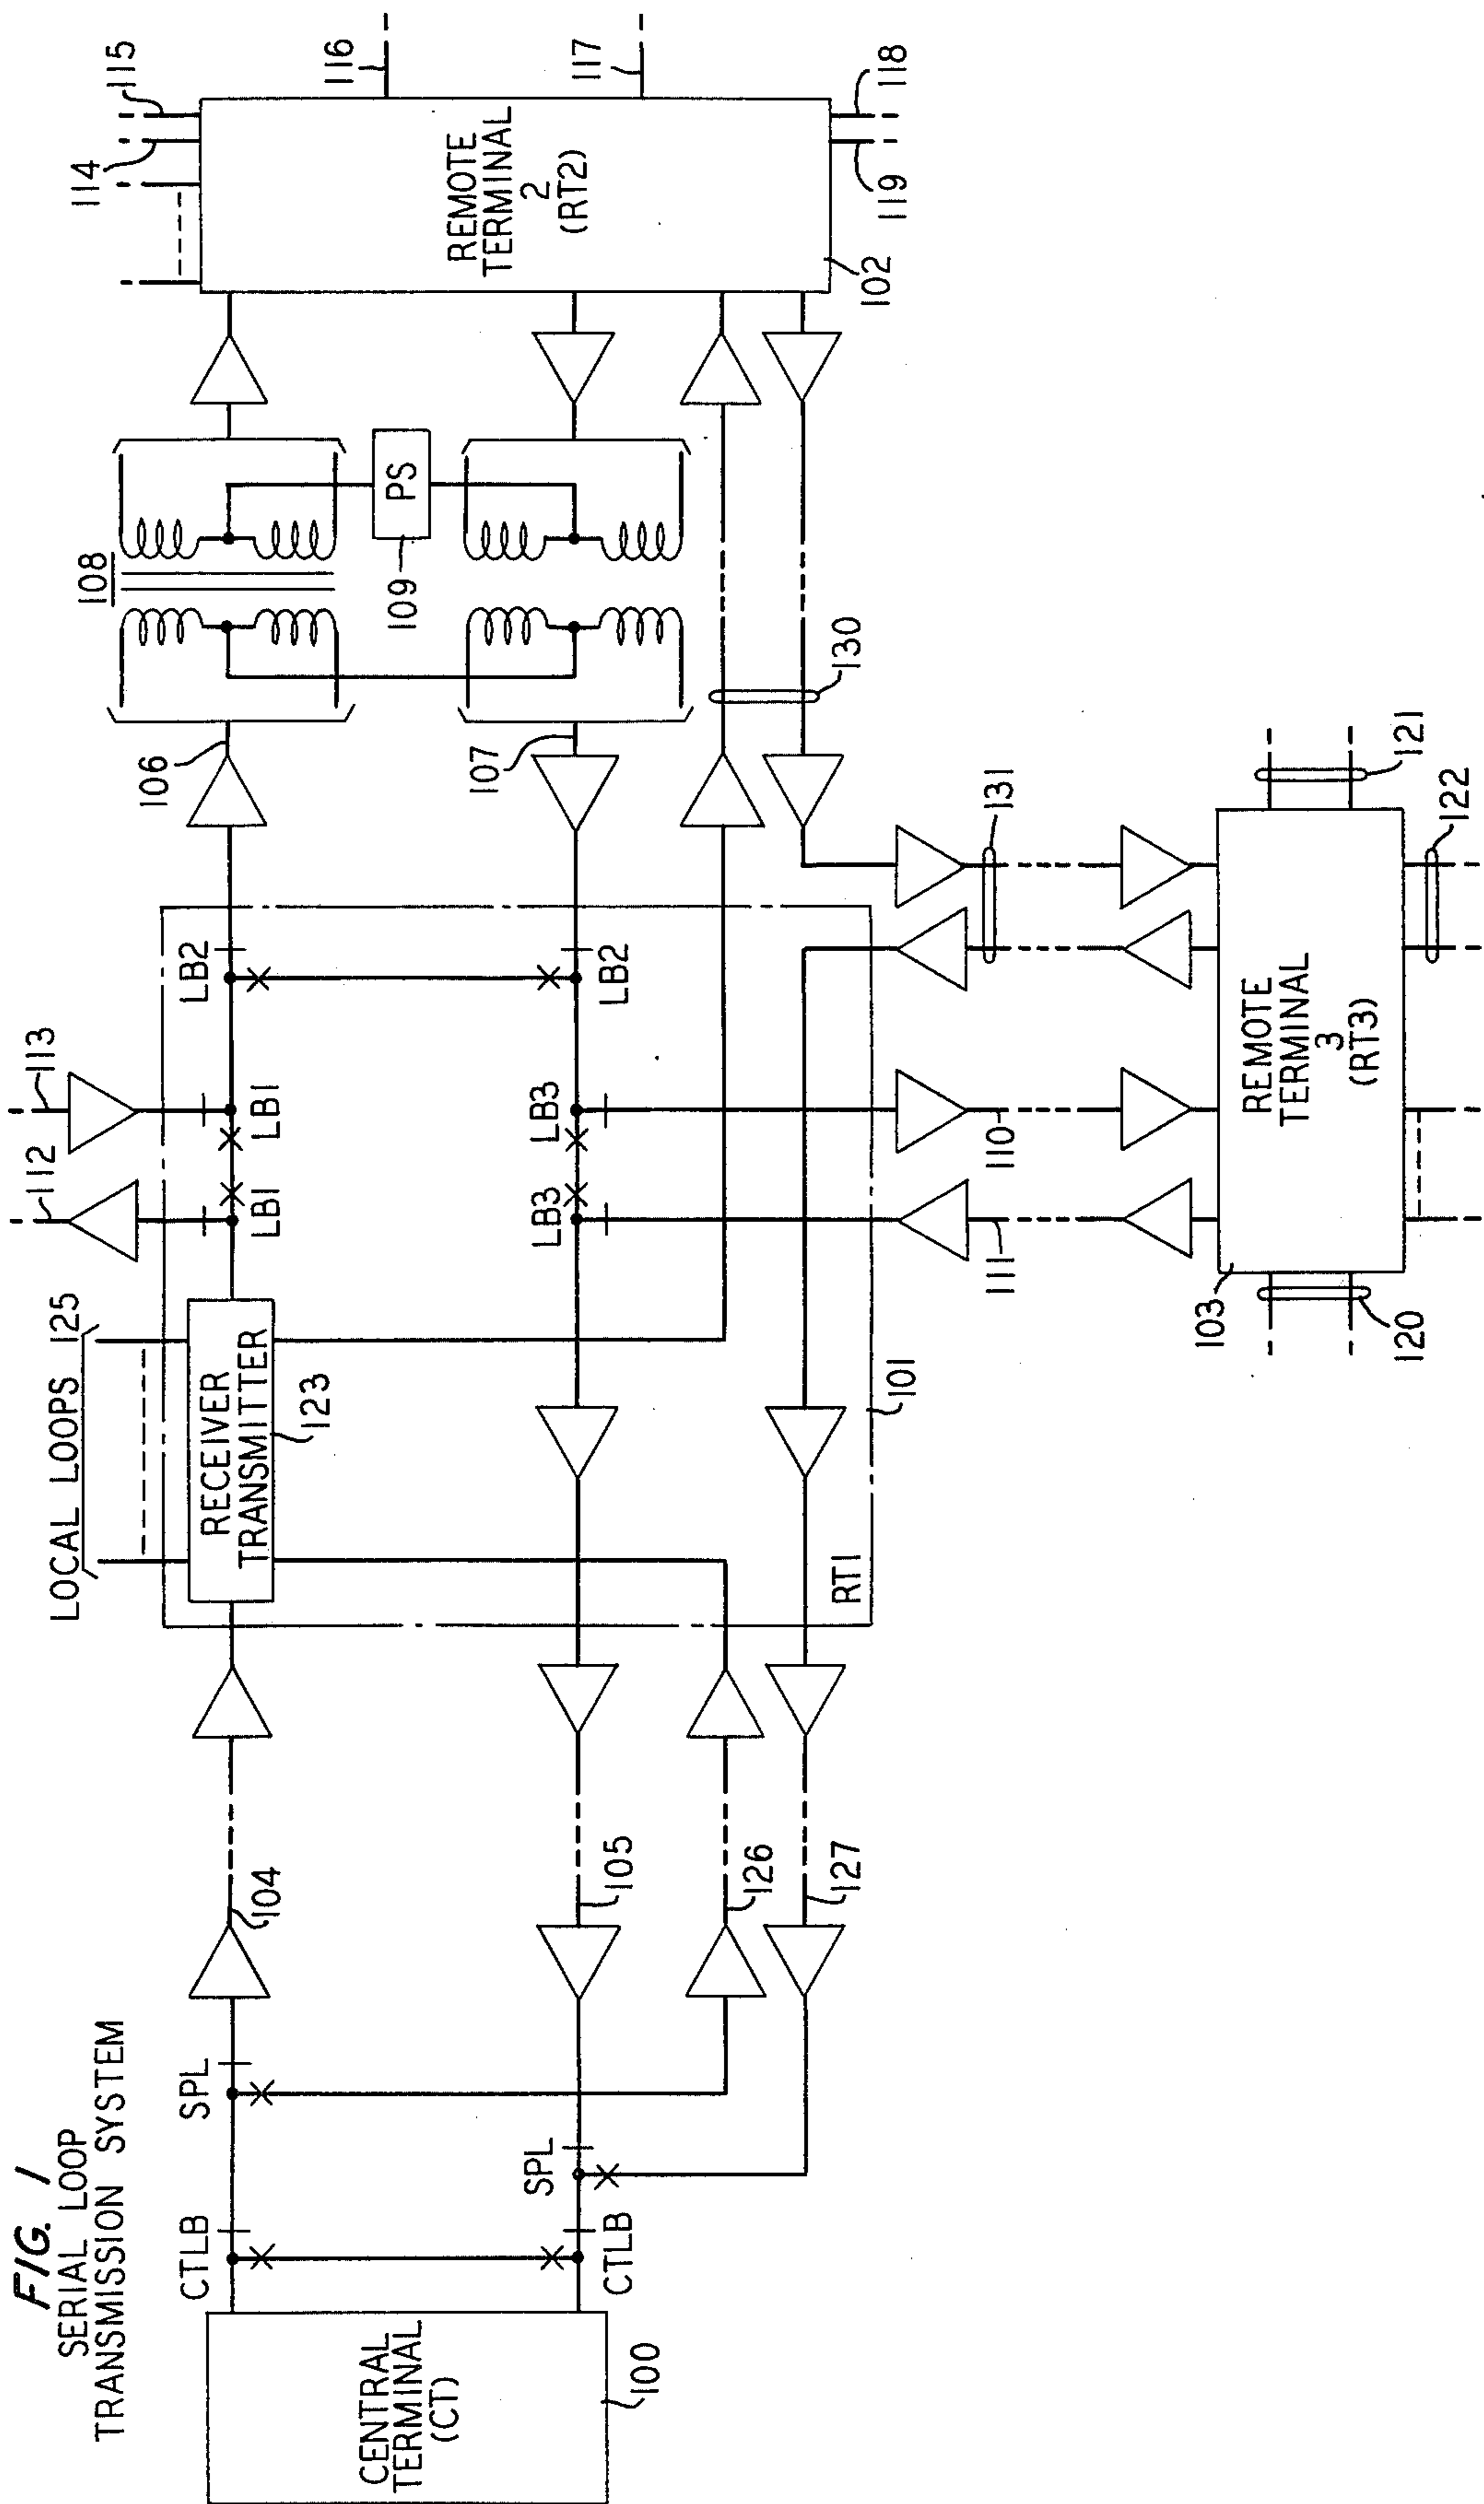 FIG. 1
SERIAL LOOP
TRANSMISSION SYSTEM
LOCAL LOOPS 125
112
113
114
115
116
117
118
119
108
106
109
PS
107
CENTRAL
TERMINAL
(CT)
100
CTLB
CTLB
SPL
SPL
104
105
126
127
RECEIVER
TRANSMITTER
123
LB1
LB1
LB2
LB2
LB3
LB3
RT1
101
130
131
REMOTE
TERMINAL
2
(RT2)
102
110
111
REMOTE
TERMINAL
3
(RT3)
103
120
121
122